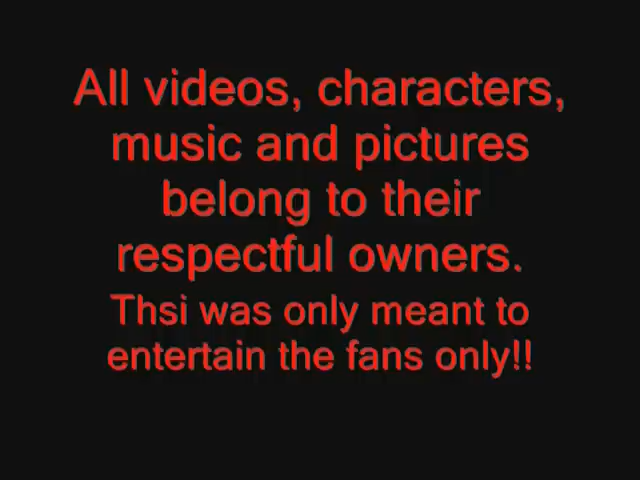 All videos, characters,
music and pictures
belong to their
respectful owners.
Thsi was only meant to
entertain the fans only!!